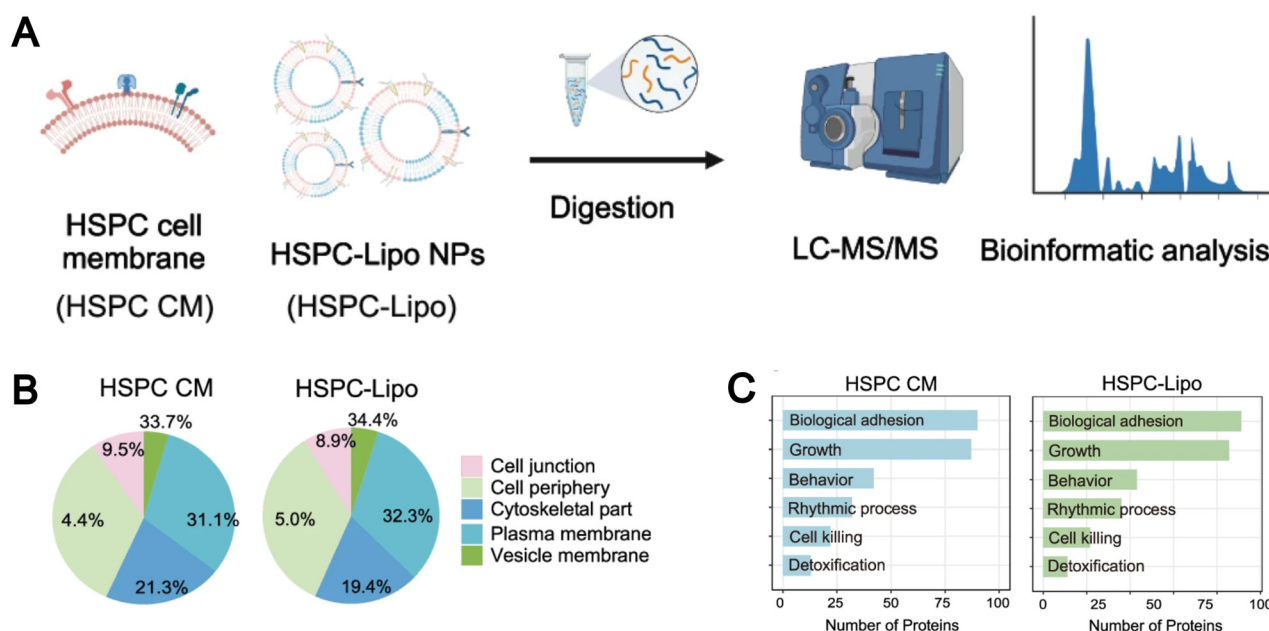 A
HSPC cell
membrane
(HSPC CM)
HSPC-Lipo NPs
(HSPC-Lipo)
Digestion
LC-MS/MS
Bioinformatic analysis
B
HSPC CM
33.7%
9.5%
4.4%
31.1%
21.3%
HSPC-Lipo
34.4%
8.9%
5.0%
32.3%
19.4%
Cell junction
Cell periphery
Cytoskeletal part
Plasma membrane
Vesicle membrane
C
HSPC CM
Biological adhesion
Growth
Behavior
Rhythmic process
Cell killing
Detoxification
0 25 50 75 100
Number of Proteins
HSPC-Lipo
Biological adhesion
Growth
Behavior
Rhythmic process
Cell killing
Detoxification
0 25 50 75 100
Number of Proteins